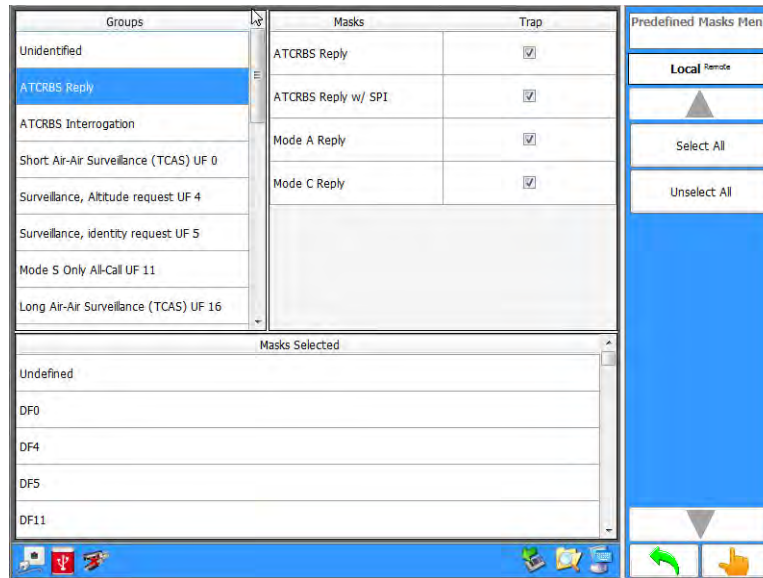 Groups
Unidentified
ATCRBS Reply
ATCRBS Interrogation
Short Air-Air Surveillance (TCAS) UF 0
Surveillance, Altitude request UF 4
Surveillance, identity request UF 5
Mode S Only All-Call UF 11
Long Air-Air Surveillance (TCAS) UF 16
Masks Trap
ATCRBS Reply
ATCRBS Reply w/ SPI
Mode A Reply
Mode C Reply
Masks Selected
Undefined
DF0
DF4
DF5
DF11
Predefined Masks Men
Local Remote
Select All
Unselect All